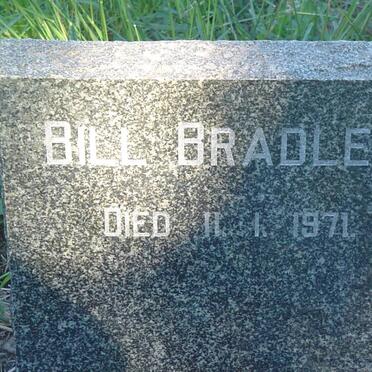 BILL BRADLE
DIED 11. 1. 1971.